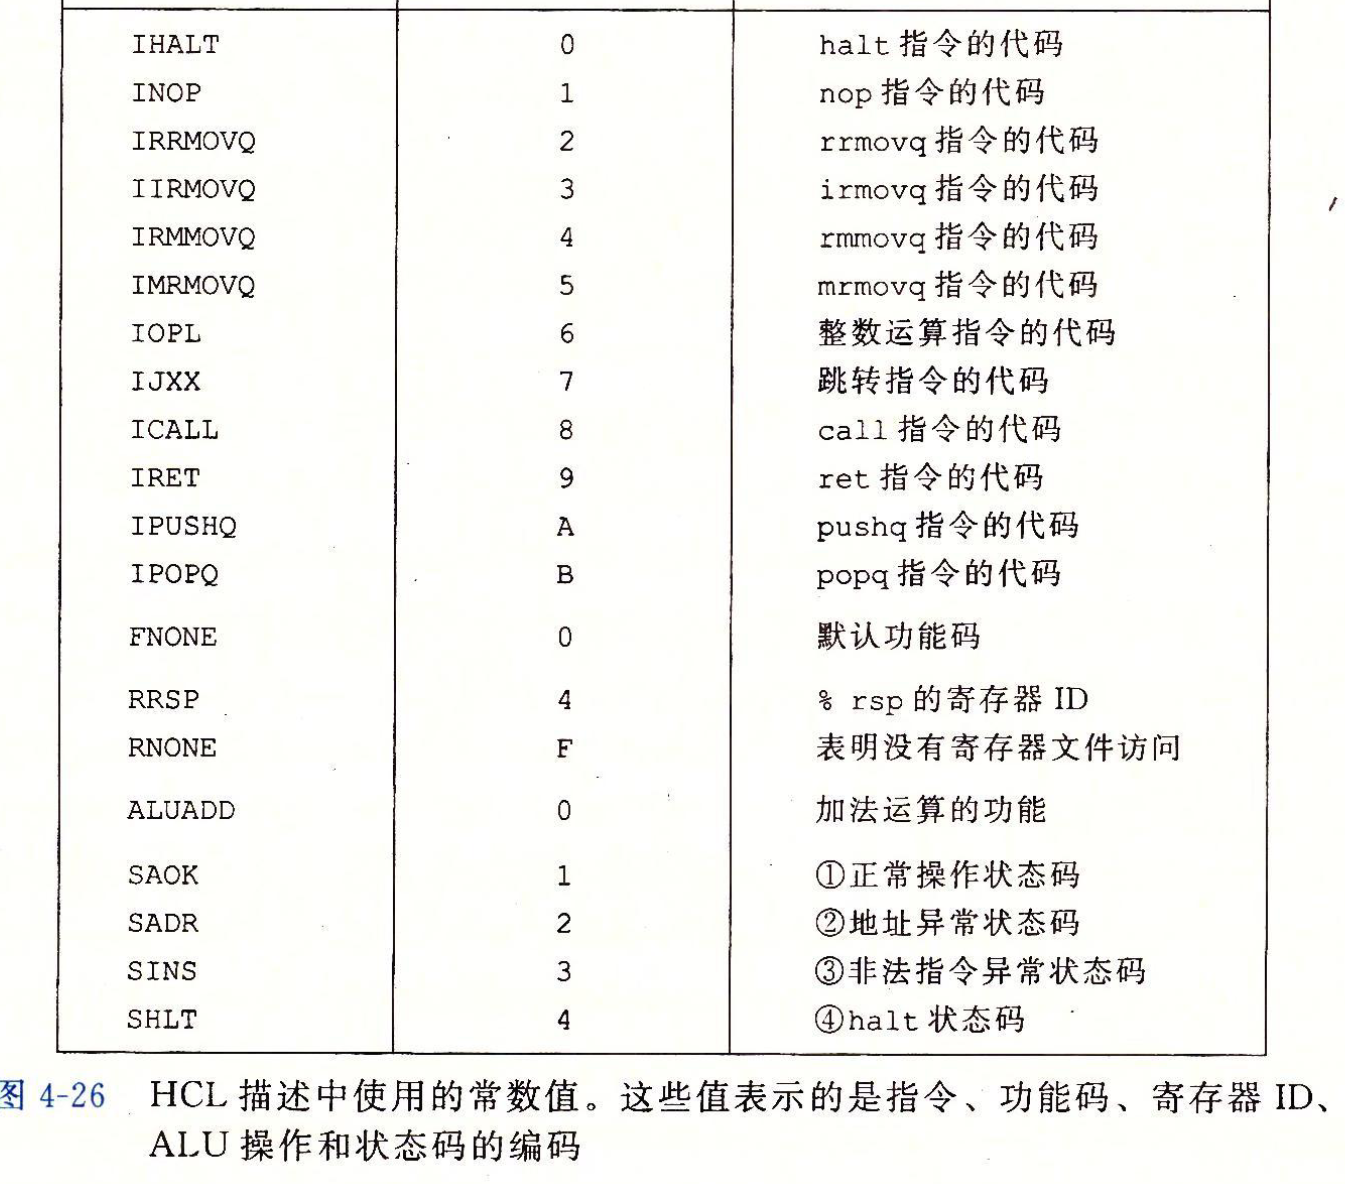 IHALT 0 halt 指令的代码
INOP 1 nop 指令的代码
IRRMOVQ 2 rrmovq 指令的代码
IIRMOVQ 3 irmovq 指令的代码
IRMMOVQ 4 rmmovq 指令的代码
IMRMOVQ 5 mrmovq 指令的代码
IOPL 6 整数运算指令的代码
IJXX 7 跳转指令的代码
ICALL 8 call 指令的代码
IRET 9 ret 指令的代码
IPUSHQ A pushq 指令的代码
IPOPQ B popq 指令的代码
FNONE 0 默认功能码
RRSP 4 % rsp 的寄存器 ID
RNONE F 表明没有寄存器文件访问
ALUADD 0 加法运算的功能
SAOK 1 ①正常操作状态码
SADR 2 ②地址异常状态码
SINS 3 ③非法指令异常状态码
SHLT 4 ④halt 状态码
图 4-26 HCL 描述中使用的常数值。这些值表示的是指令、功能码、寄存器 ID、
ALU 操作和状态码的编码